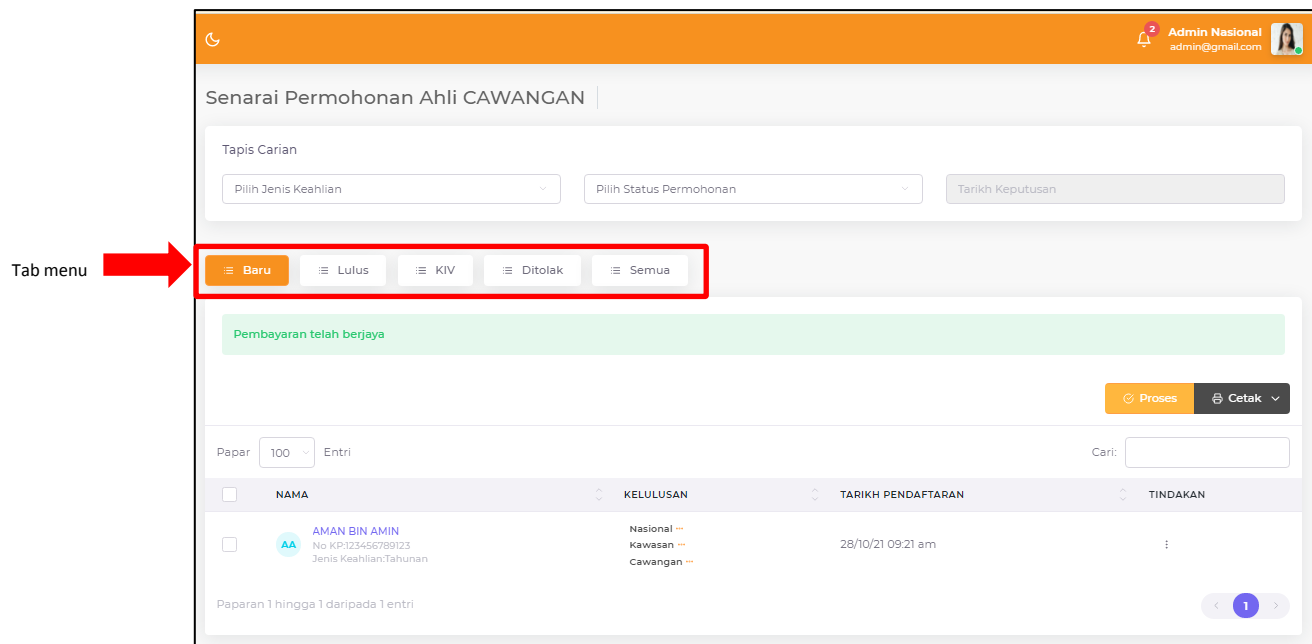 2
Admin Nasional
admin@gmail.com
Senarai Permohonan Ahli CAWANGAN
Tapis Carian
Pilih Jenis Keahlian
Pilih Status Permohonan
Tarikh Keputusan
Tab menu
Baru
Lulus
KIV
Ditolak
Semua
Pembayaran telah berjaya
Proses
Cetak
Papar 100 Entri
Cari:
NAMA
KELULUSAN
TARIKH PENDAFTARAN
TINDAKAN
AA
AMAN BIN AMIN
No KP:123456789123
Jenis Keahlian:Tahunan
Nasional
Kawasan
Cawangan
28/10/21 09:21 am
Paparan 1 hingga 1 daripada 1 entri
1